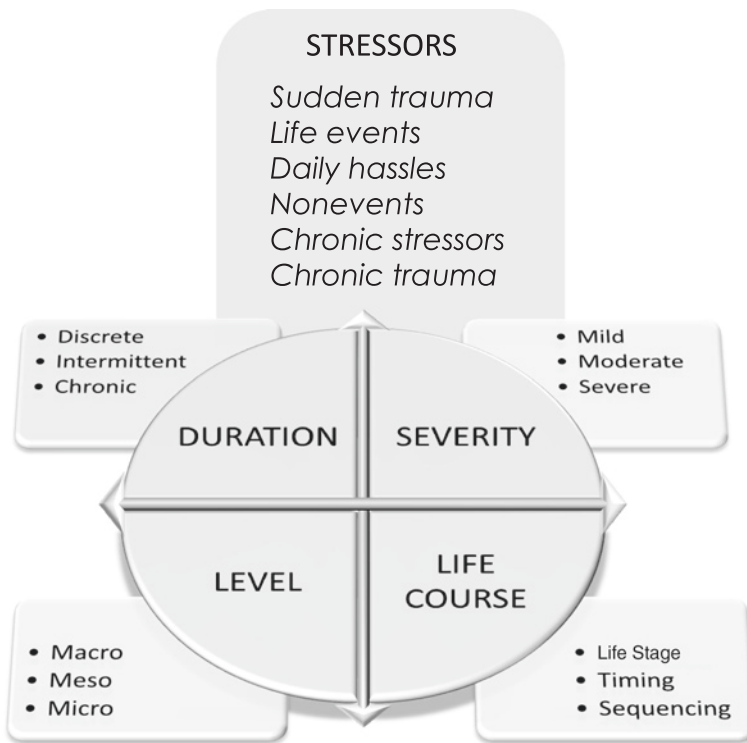 STRESSORS
Sudden trauma
Life events
Daily hassles
Nonevents
Chronic stressors
Chronic trauma
• Discrete
• Intermittent
• Chronic
• Mild
• Moderate
• Severe
DURATION
SEVERITY
LEVEL
LIFE
COURSE
• Macro
• Meso
• Micro
• Life Stage
• Timing
• Sequencing